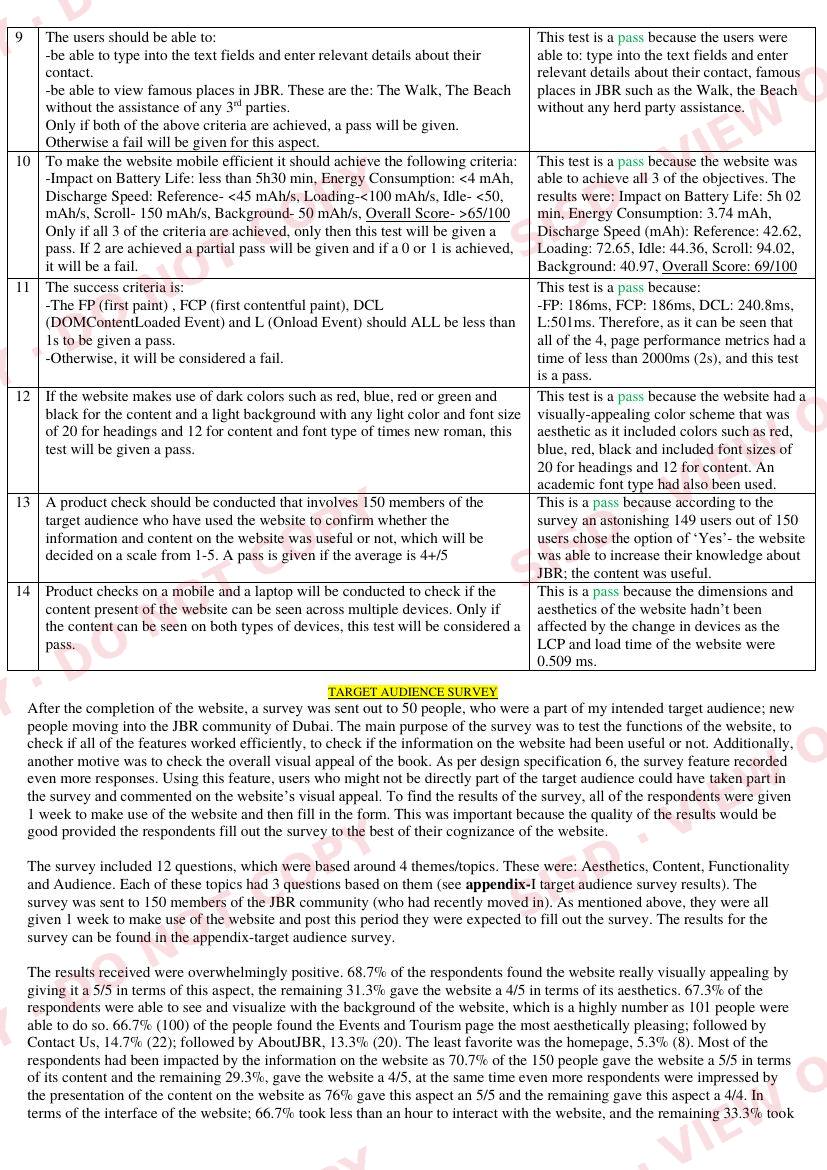 9
The users should be able to:
-be able to type into the text fields and enter relevant details about their
contact.
-be able to view famous places in JBR. These are the: The Walk, The Beach
without the assistance of any 3rd parties.
Only if both of the above criteria are achieved, a pass will be given.
Otherwise a fail will be given for this aspect.
This test is a pass because the users were
able to: type into the text fields and enter
relevant details about their contact, famous
places in JBR such as the Walk, the Beach
without any herd party assistance.
10
To make the website mobile efficient it should achieve the following criteria:
-Impact on Battery Life: less than 5h30 min, Energy Consumption: <4 mAh,
Discharge Speed: Reference- <45 mAh/s, Loading-<100 mAh/s, Idle- <50,
mAh/s, Scroll- 150 mAh/s, Background- 50 mAh/s, Overall Score- >65/100
Only if all 3 of the criteria are achieved, only then this test will be given a
pass. If 2 are achieved a partial pass will be given and if a 0 or 1 is achieved,
it will be a fail.
This test is a pass because the website was
able to achieve all 3 of the objectives. The
results were: Impact on Battery Life: 5h 02
min, Energy Consumption: 3.74 mAh,
Discharge Speed (mAh): Reference: 42.62,
Loading: 72.65, Idle: 44.36, Scroll: 94.02,
Background: 40.97, Overall Score: 69/100
11
The success criteria is:
-The FP (first paint) , FCP (first contentful paint), DCL
(DOMContentLoaded Event) and L (Onload Event) should ALL be less than
1s to be given a pass.
-Otherwise, it will be considered a fail.
This test is a pass because:
-FP: 186ms, FCP: 186ms, DCL: 240.8ms,
L:501ms. Therefore, as it can be seen that
all of the 4, page performance metrics had a
time of less than 2000ms (2s), and this test
is a pass.
12
If the website makes use of dark colors such as red, blue, red or green and
black for the content and a light background with any light color and font size
of 20 for headings and 12 for content and font type of times new roman, this
test will be given a pass.
This test is a pass because the website had a
visually-appealing color scheme that was
aesthetic as it included colors such as red,
blue, red, black and included font sizes of
20 for headings and 12 for content. An
academic font type had also been used.
13
A product check should be conducted that involves 150 members of the
target audience who have used the website to confirm whether the
information and content on the website was useful or not, which will be
decided on a scale from 1-5. A pass is given if the average is 4+/5
This is a pass because according to the
survey an astonishing 149 users out of 150
users chose the option of ‘Yes’- the website
was able to increase their knowledge about
JBR; the content was useful.
14
Product checks on a mobile and a laptop will be conducted to check if the
content present of the website can be seen across multiple devices. Only if
the content can be seen on both types of devices, this test will be considered a
pass.
This is a pass because the dimensions and
aesthetics of the website hadn’t been
affected by the change in devices as the
LCP and load time of the website were
0.509 ms.
TARGET AUDIENCE SURVEY
After the completion of the website, a survey was sent out to 50 people, who were a part of my intended target audience; new
people moving into the JBR community of Dubai. The main purpose of the survey was to test the functions of the website, to
check if all of the features worked efficiently, to check if the information on the website had been useful or not. Additionally,
another motive was to check the overall visual appeal of the book. As per design specification 6, the survey feature recorded
even more responses. Using this feature, users who might not be directly part of the target audience could have taken part in
the survey and commented on the website’s visual appeal. To find the results of the survey, all of the respondents were given
1 week to make use of the website and then fill in the form. This was important because the quality of the results would be
good provided the respondents fill out the survey to the best of their cognizance of the website.
The survey included 12 questions, which were based around 4 themes/topics. These were: Aesthetics, Content, Functionality
and Audience. Each of these topics had 3 questions based on them (see appendix-I target audience survey results). The
survey was sent to 150 members of the JBR community (who had recently moved in). As mentioned above, they were all
given 1 week to make use of the website and post this period they were expected to fill out the survey. The results for the
survey can be found in the appendix-target audience survey.
The results received were overwhelmingly positive. 68.7% of the respondents found the website really visually appealing by
giving it a 5/5 in terms of this aspect, the remaining 31.3% gave the website a 4/5 in terms of its aesthetics. 67.3% of the
respondents were able to see and visualize with the background of the website, which is a highly number as 101 people were
able to do so. 66.7% (100) of the people found the Events and Tourism page the most aesthetically pleasing; followed by
Contact Us, 14.7% (22); followed by AboutJBR, 13.3% (20). The least favorite was the homepage, 5.3% (8). Most of the
respondents had been impacted by the information on the website as 70.7% of the 150 people gave the website a 5/5 in terms
of its content and the remaining 29.3%, gave the website a 4/5, at the same time even more respondents were impressed by
the presentation of the content on the website as 76% gave this aspect an 5/5 and the remaining gave this aspect a 4/4. In
terms of the interface of the website; 66.7% took less than an hour to interact with the website, and the remaining 33.3% took
SISD · VIEW O
Y · DO NOT COPY